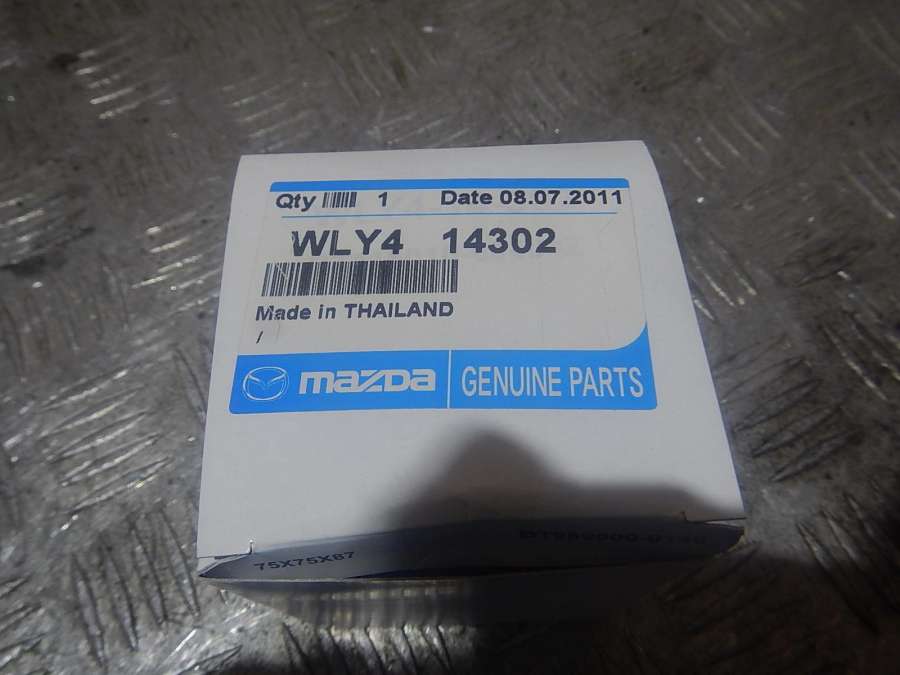 Qty 1 Date 08.07.2011
WLY4 14302
Made in THAILAND
/
mazda GENUINE PARTS
75X75X67